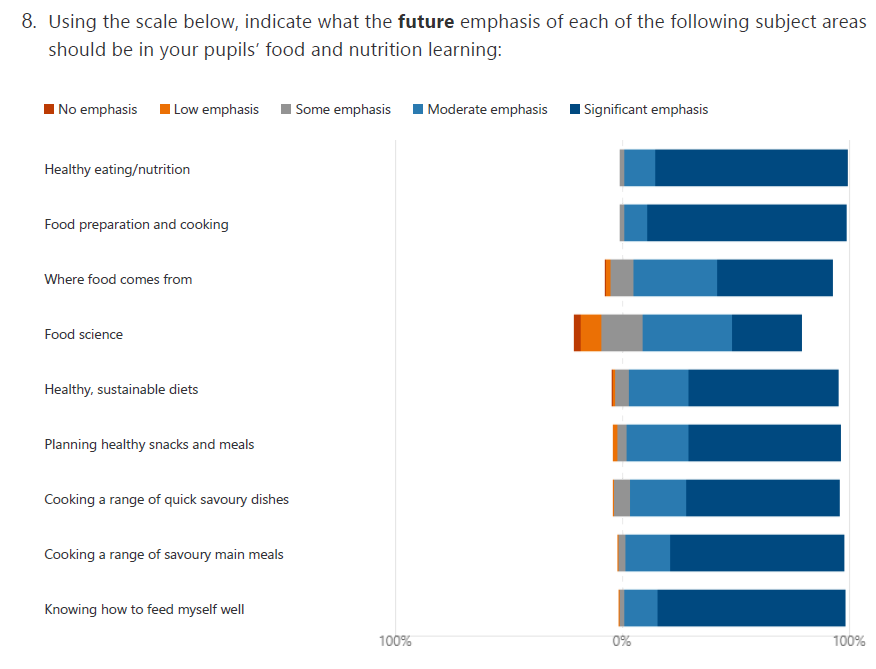 8. Using the scale below, indicate what the future emphasis of each of the following subject areas
should be in your pupils’ food and nutrition learning:
No emphasis Low emphasis Some emphasis Moderate emphasis Significant emphasis
Healthy eating/nutrition
Food preparation and cooking
Where food comes from
Food science
Healthy, sustainable diets
Planning healthy snacks and meals
Cooking a range of quick savoury dishes
Cooking a range of savoury main meals
Knowing how to feed myself well
100% 0% 100%